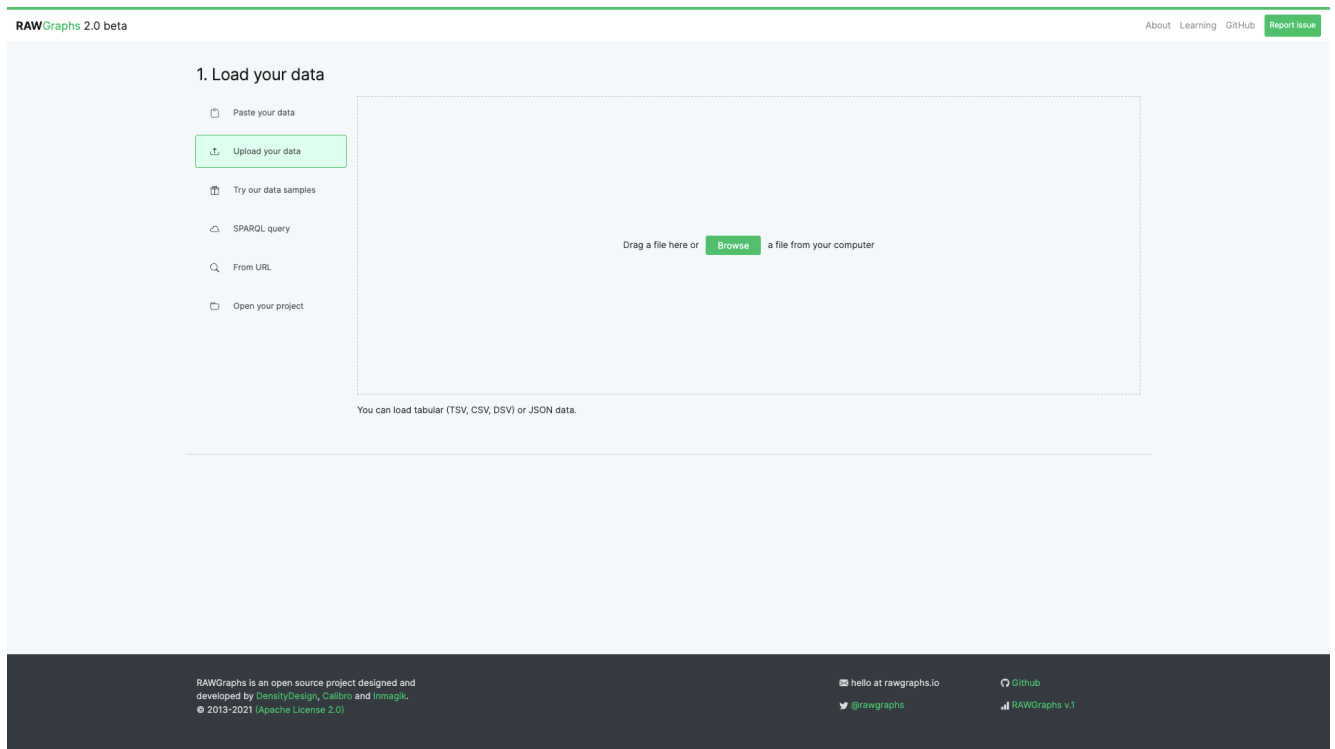 RAWGraphs 2.0 beta
About Learning GitHub Report issue
1. Load your data
Paste your data
Upload your data
Try our data samples
SPARQL query
From URL
Open your project
Drag a file here or Browse a file from your computer
You can load tabular (TSV, CSV, DSV) or JSON data.
RAWGraphs is an open source project designed and
developed by DensityDesign, Calibro and Inmagik.
© 2013-2021 (Apache License 2.0)
hello at rawgraphs.io
@rawgraphs
Github
RAWGraphs v.1